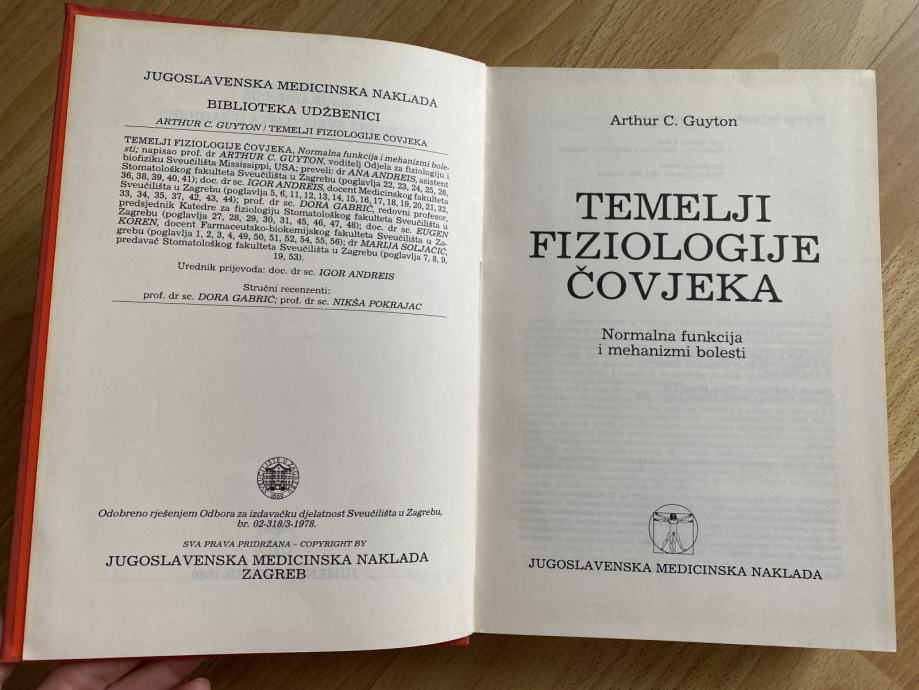 JUGOSLAVENSKA MEDICINSKA NAKLADA
BIBLIOTEKA UDŽBENICI
ARTHUR C. GUYTON / TEMELJI FIZIOLOGIJE ČOVJEKA
TEMELJI FIZIOLOGIJE ČOVJEKA, Normalna funkcija i mehanizmi bole-
sti; napisao prof. dr ARTHUR C. GUYTON, voditelj Odjela za fiziologiju i
biofiziku Sveučilišta Mississippi, USA; preveli: dr ANA ANDREIS, asistent
Stomatološkog fakulteta Sveučilišta u Zagrebu (poglavlja 22, 23, 24, 25, 26,
36, 38, 39, 40, 41); doc. dr sc. IGOR ANDREIS, docent Medicinskog fakulteta
Sveučilišta u Zagrebu (poglavlja 5, 6, 11, 12, 13, 14, 15, 16, 17, 18, 19, 20, 21, 32,
33, 34, 35, 37, 42, 43, 44); prof. dr sc. DORA GABRIĆ, redovni profesor,
predsjednik Katedre za fiziologiju Stomatološkog fakulteta Sveučilišta u
Zagrebu (poglavlja 27, 28, 29, 30, 31, 45, 46, 47, 48); doc. dr sc. EUGEN
KOREN, docent Farmaceutsko-biokemijskog fakulteta Sveučilišta u Za-
grebu (poglavlja 1, 2, 3, 4, 49, 50, 51, 52, 54, 55, 56); dr MARIJA SOLJAČIĆ,
predavač Stomatološkog fakulteta Sveučilišta u Zagrebu (poglavlja 7, 8, 9,
19, 53).
Urednik prijevoda: doc. dr sc. IGOR ANDREIS
Stručni recenzenti:
prof. dr sc. DORA GABRIĆ; prof. dr sc. NIKŠA POKRAJAC
Odobreno rješenjem Odbora za izdavačku djelatnost Sveučilišta u Zagrebu,
br. 02-318/3-1978.
SVA PRAVA PRIDRŽANA – COPYRIGHT BY
JUGOSLAVENSKA MEDICINSKA NAKLADA
ZAGREB
Arthur C. Guyton
TEMELJI
FIZIOLOGIJE
ČOVJEKA
Normalna funkcija
i mehanizmi bolesti
JUGOSLAVENSKA MEDICINSKA NAKLADA